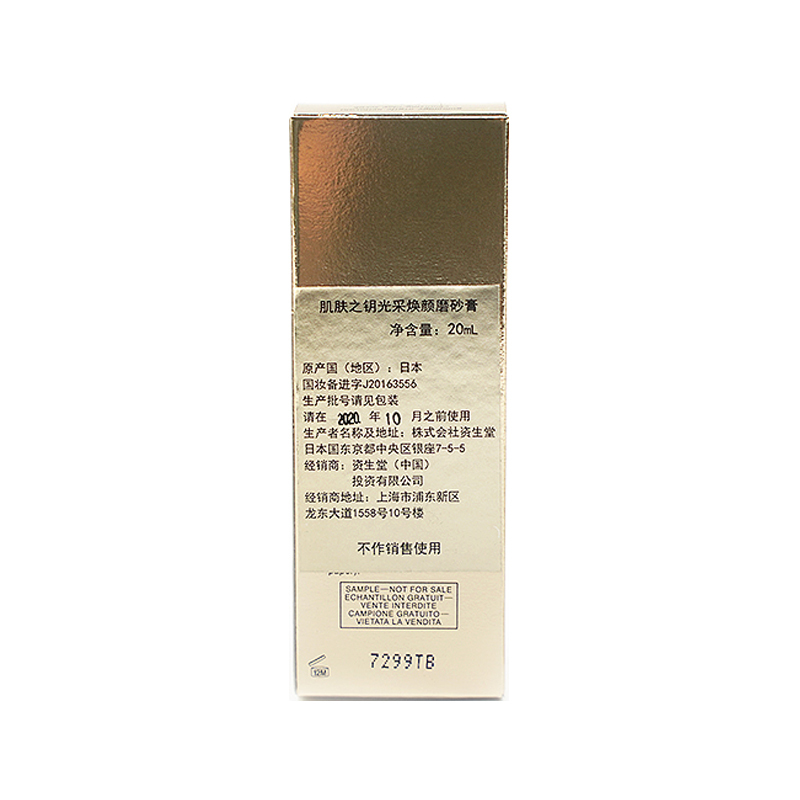 肌肤之钥光采焕颜磨砂膏
净含量：20mL
原产国（地区）：日本
国妆备进字J20163556
生产批号请见包装
请在 2020 年 10 月之前使用
生产者名称及地址：株式会社资生堂
日本国东京都中央区银座7-5-5
经销商：资生堂（中国）
投资有限公司
经销商地址：上海市浦东新区
龙东大道1558号10号楼
不作销售使用
SAMPLE—NOT FOR SALE
ECHANTILLON GRATUIT—
VENTE INTERDITE
CAMPIONE GRATUITO—
VIETATA LA VENDITA
7299TB
12M